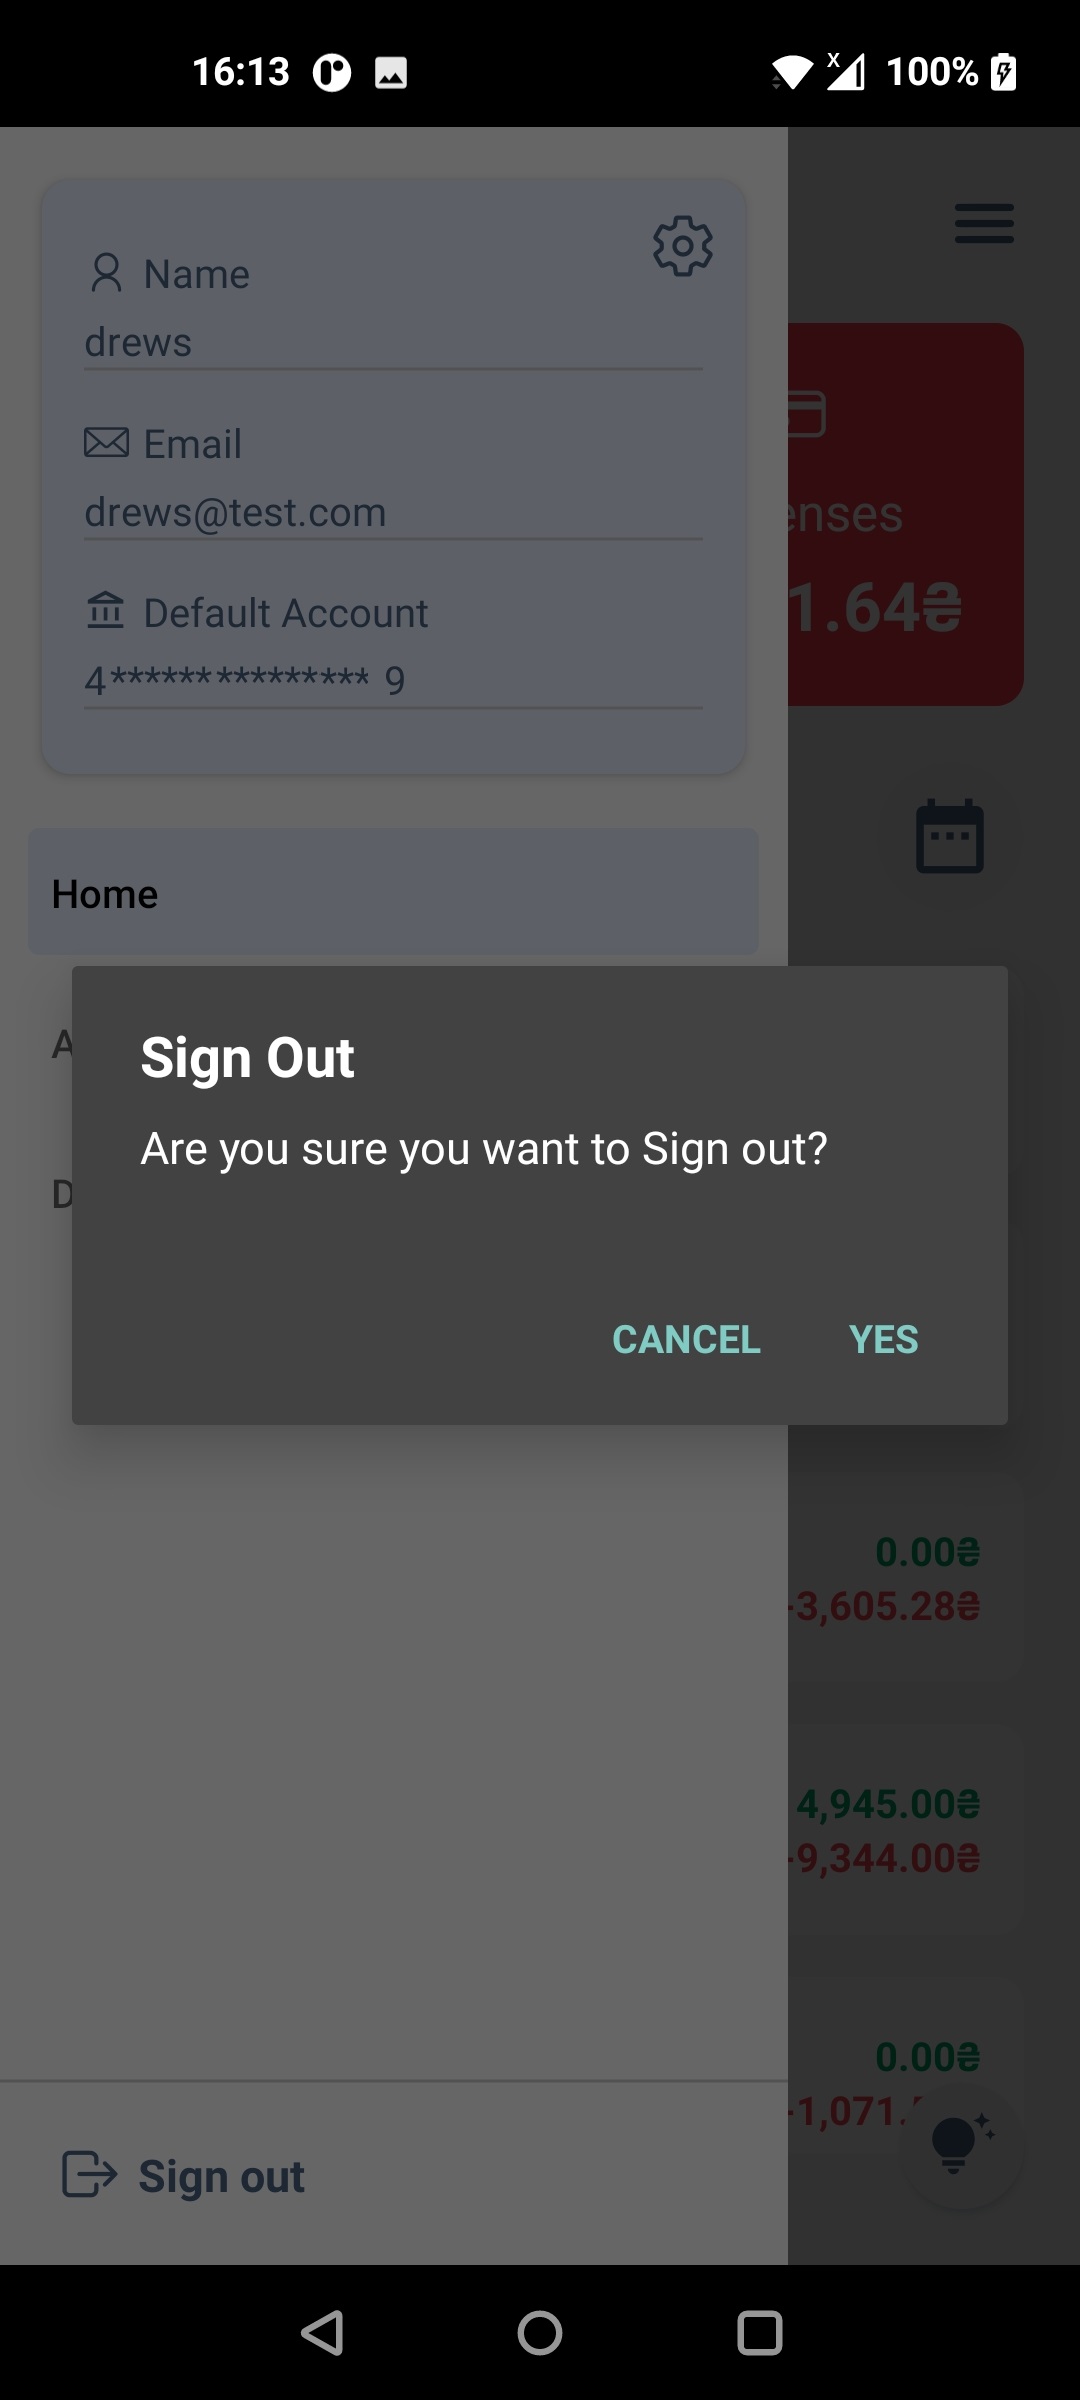 16:13
100%
Name
drews
Email
drews@test.com
Default Account
4*************** 9
enses
1.64₴
Home
A
D
Sign Out
Are you sure you want to Sign out?
CANCEL
YES
0.00₴
-3,605.28₴
4,945.00₴
-9,344.00₴
0.00₴
-1,071.
Sign out